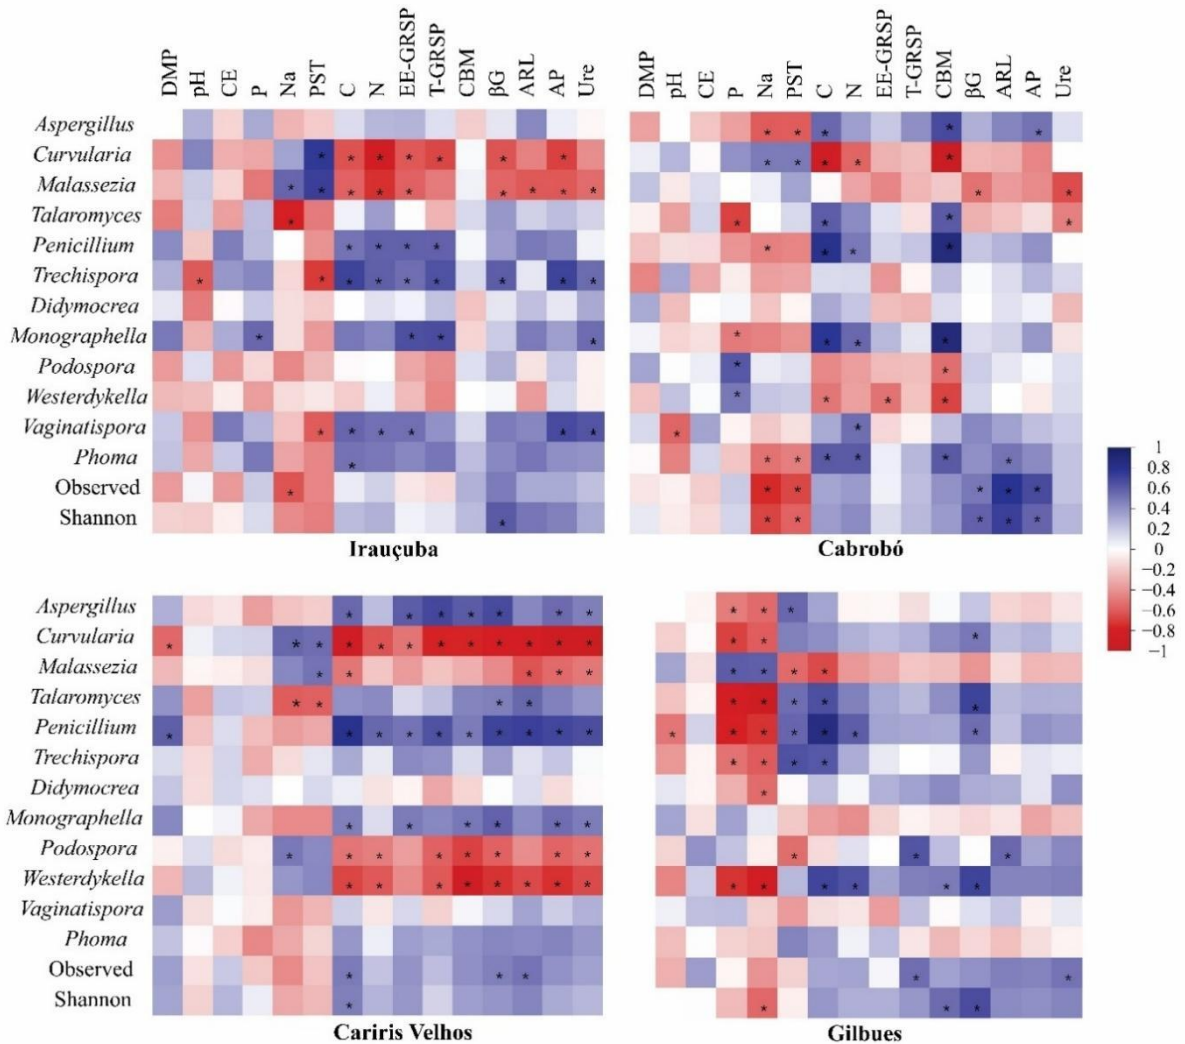 DMP pH CE P Na PST C N EE-GRSP T-GRSP CBM βG ARL AP Ure
DMP pH CE P Na PST C N EE-GRSP T-GRSP CBM βG ARL AP Ure
Aspergillus
Curvularia
Malassezia
Talaromyces
Penicillium
Trechispora
Didymocrea
Monographella
Podospora
Westerdykella
Vaginatispora
Phoma
Observed
Shannon
Irauçuba
Cabrobó
1
0.8
0.6
0.4
0.2
0
−0.2
−0.4
−0.6
−0.8
−1
Aspergillus
Curvularia
Malassezia
Talaromyces
Penicillium
Trechispora
Didymocrea
Monographella
Podospora
Westerdykella
Vaginatispora
Phoma
Observed
Shannon
Cariris Velhos
Gilbues